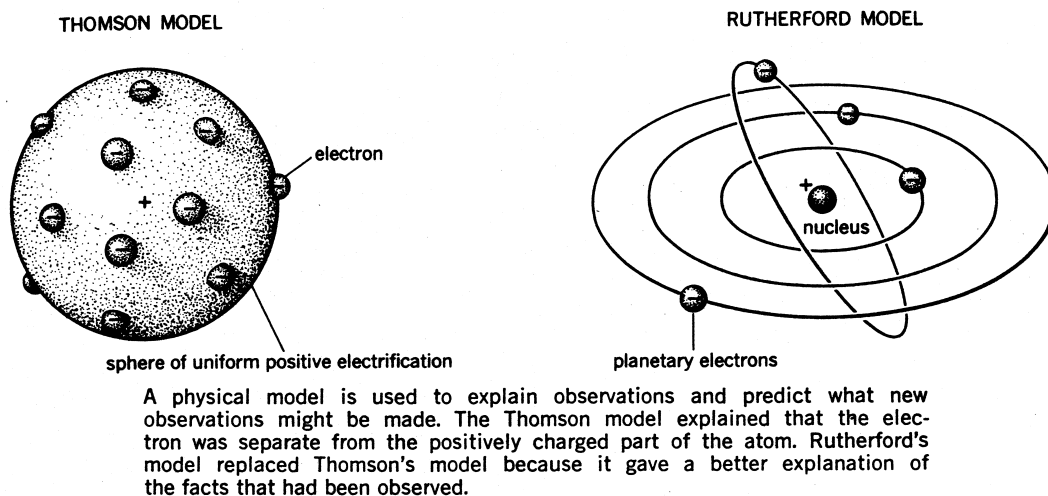 THOMSON MODEL
RUTHERFORD MODEL
electron
+
+
nucleus
sphere of uniform positive electrification
planetary electrons
A physical model is used to explain observations and predict what new
observations might be made. The Thomson model explained that the elec-
tron was separate from the positively charged part of the atom. Rutherford's
model replaced Thomson's model because it gave a better explanation of
the facts that had been observed.